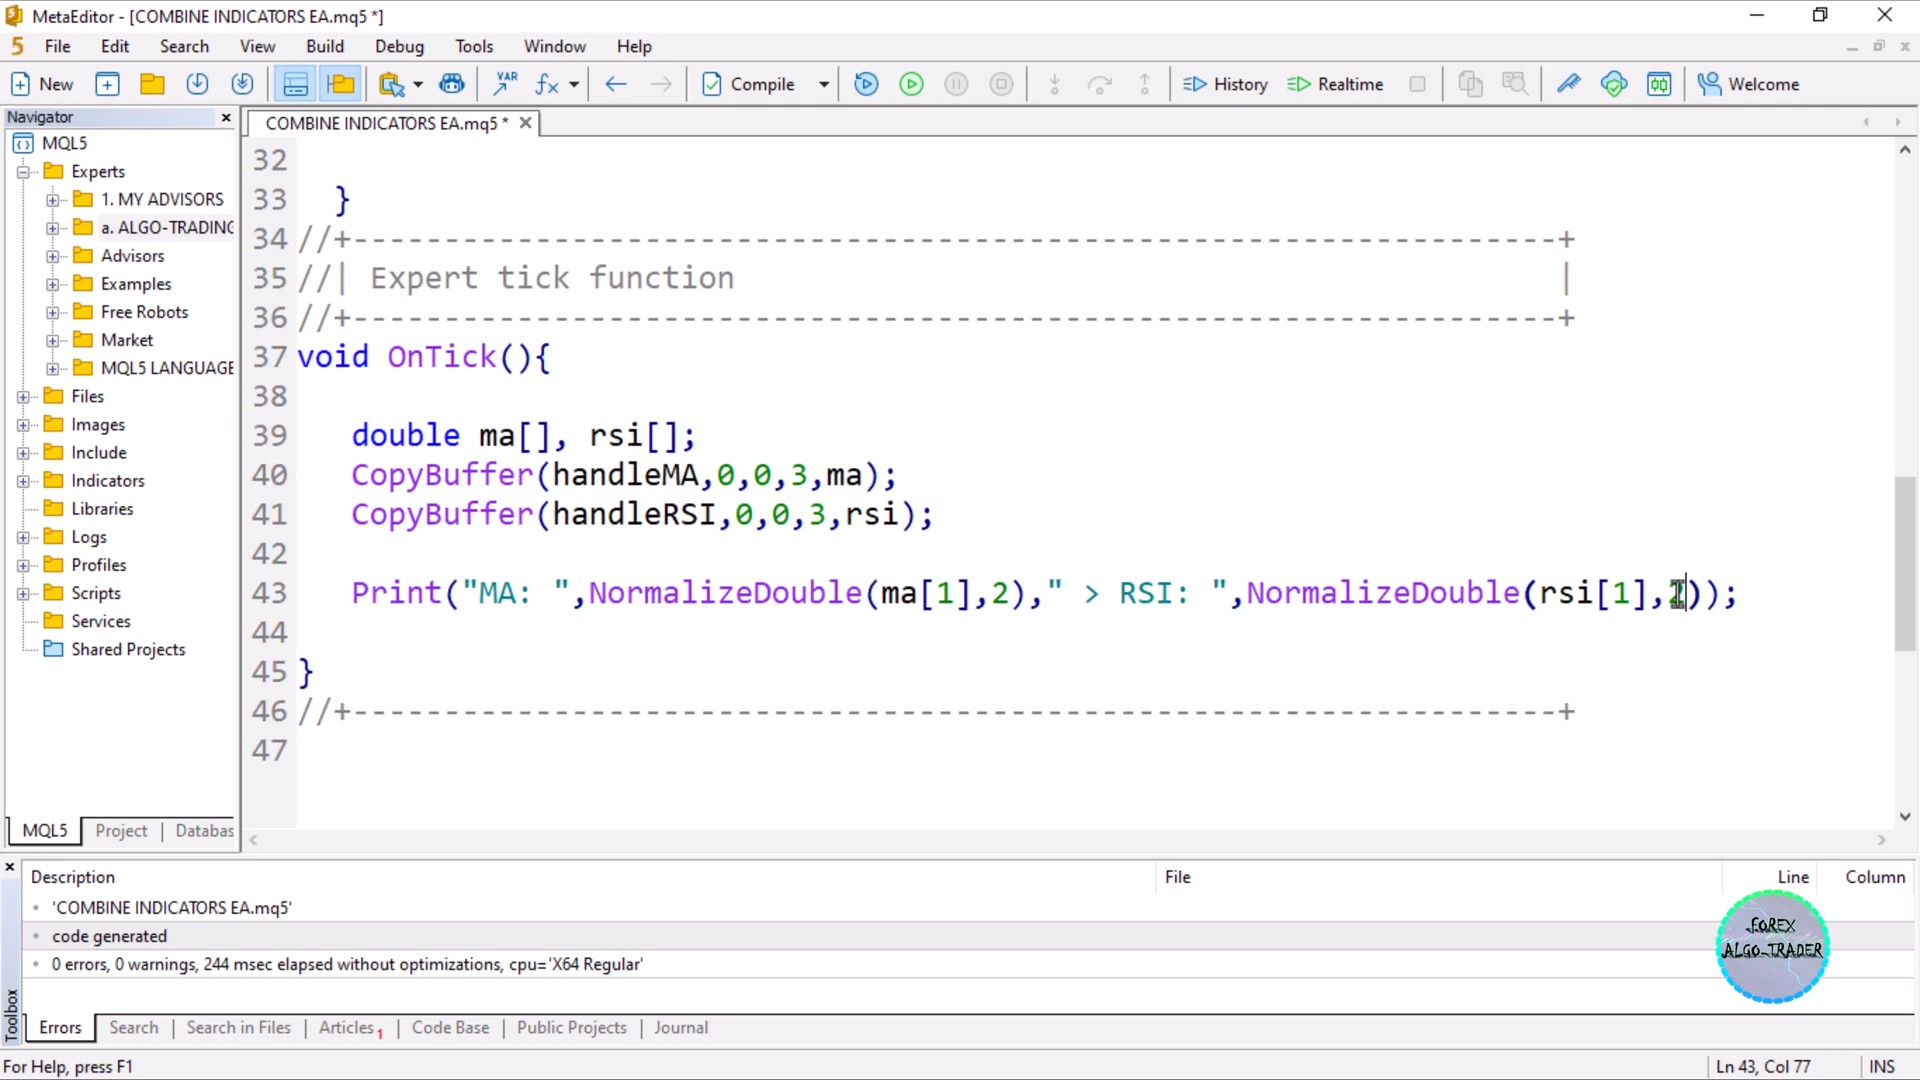 MetaEditor - [COMBINE INDICATORS EA.mq5 *]
5 File Edit Search View Build Debug Tools Window Help
New VAR Compile History Realtime Welcome
Navigator
COMBINE INDICATORS EA.mq5 *
MQL5
Experts
1. MY ADVISORS
a. ALGO-TRADING
Advisors
Examples
Free Robots
Market
MQL5 LANGUAGE
Files
Images
Include
Indicators
Libraries
Logs
Profiles
Scripts
Services
Shared Projects
MQL5 Project Databas
32
33 }
34 //+------------------------------------------------------------------+
35 //| Expert tick function |
36 //+------------------------------------------------------------------+
37 void OnTick(){
38
39 double ma[], rsi[];
40 CopyBuffer(handleMA,0,0,3,ma);
41 CopyBuffer(handleRSI,0,0,3,rsi);
42
43 Print("MA: ",NormalizeDouble(ma[1],2)," > RSI: ",NormalizeDouble(rsi[1],2));
44
45 }
46 //+------------------------------------------------------------------+
47
Description File Line Column
'COMBINE INDICATORS EA.mq5'
code generated
0 errors, 0 warnings, 244 msec elapsed without optimizations, cpu='X64 Regular'
FOREX
ALGO-TRADER
Toolbox
Errors Search Search in Files Articles 1 Code Base Public Projects Journal
For Help, press F1 Ln 43, Col 77 INS